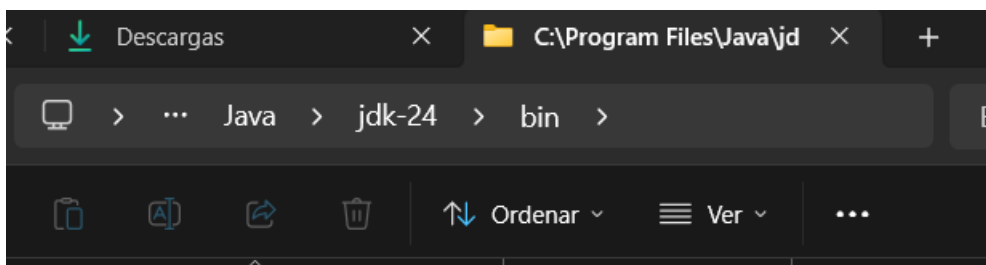 Descargas C:\Program Files\Java\jd
... Java > jdk-24 > bin >
Ordenar Ver ...